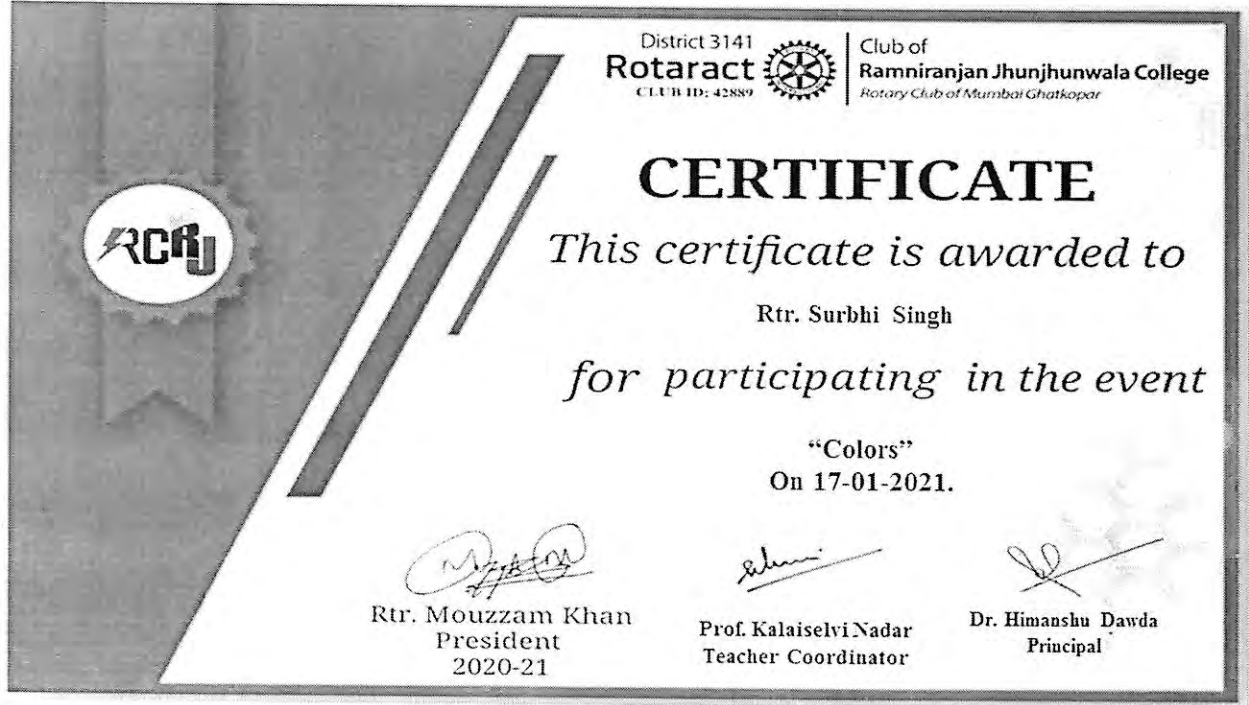 District 3141
Rotaract
CLUB ID: 42889
Club of
Ramniranjan Jhunjhunwala College
Rotary Club of Mumbai Ghatkopar
RCRJ
CERTIFICATE
This certificate is awarded to
Rtr. Surbhi Singh
for participating in the event
“Colors”
On 17-01-2021.
Rtr. Mouzzam Khan
President
2020-21
Prof. Kalaiselvi Nadar
Teacher Coordinator
Dr. Himanshu Dawda
Principal